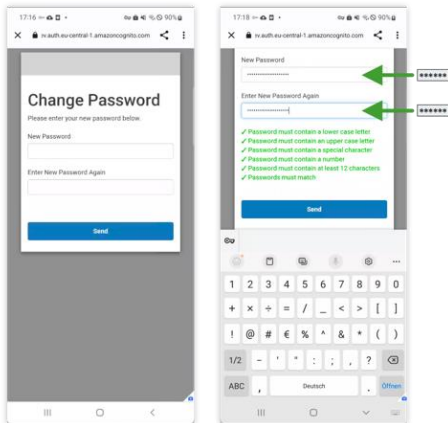 17:16
90%
rv.auth.eu-central-1.amazoncognito.com
Change Password
Please enter your new password below.
New Password
Enter New Password Again
Send
17:18
90%
rv.auth.eu-central-1.amazoncognito.com
New Password
Enter New Password Again
✓ Password must contain a lower case letter
✓ Password must contain an upper case letter
✓ Password must contain a special character
✓ Password must contain a number
✓ Password must contain at least 12 characters
✓ Passwords must match
Send
1 2 3 4 5 6 7 8 9 0
+ × ÷ = / _ < > [ ]
! @ # € % ^ & * ( )
1/2 - ' " : ; , ?
ABC , Deutsch . Öffnen